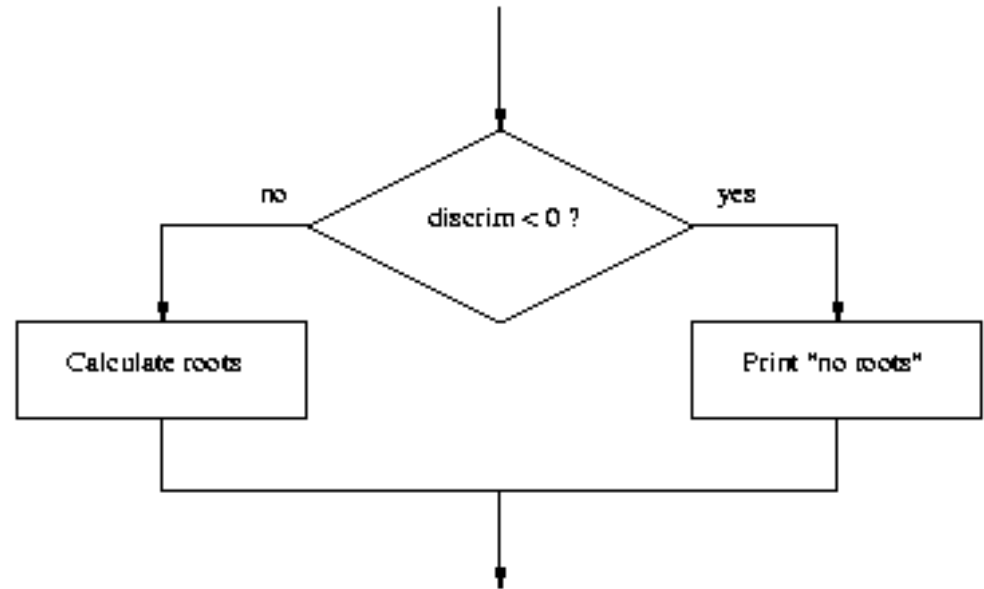 no
yes
discrim < 0 ?
Calculate roots
Print "no roots"